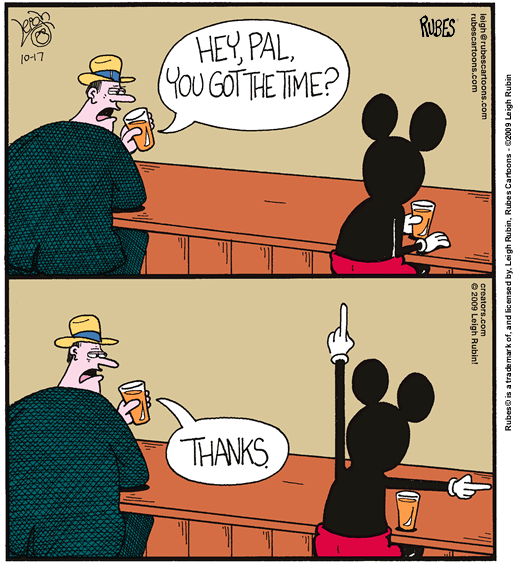 10-17
HEY, PAL,
YOU GOT THE TIME?
RUBES
leigh@rubescartoons.com
rubescartoons.com
THANKS.
creators.com
© 2009 Leigh Rubin!
Rubes© is a trademark of, and licensed by, Leigh Rubin, Rubes Cartoons - ©2009 Leigh Rubin